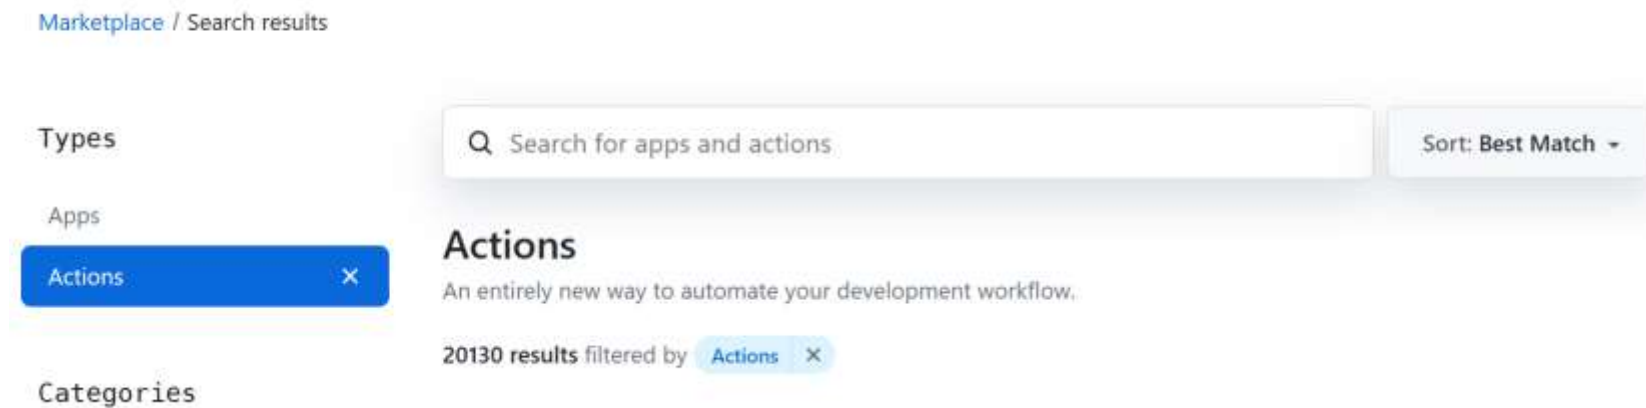 Marketplace / Search results
Types
Apps
Actions ×
Categories
Search for apps and actions
Sort: Best Match
Actions
An entirely new way to automate your development workflow.
20130 results filtered by Actions ×